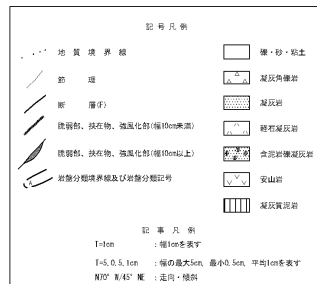 記号凡例
地質境界線
節理
断層(F)
脆弱部、挟在物、強風化部(幅10cm未満)
脆弱部、挟在物、強風化部(幅10cm以上)
A
岩盤分類境界線及び岩盤分類記号
礫・砂・粘土
凝灰角礫岩
凝灰岩
軽石凝灰岩
含泥岩礫凝灰岩
安山岩
凝灰質泥岩
記事凡例
T=1cm :幅1cmを表す
T=5,0.5,1cm :幅の最大5cm、最小0.5cm、平均1cmを表す
N70° W/45° NE :走向・傾斜